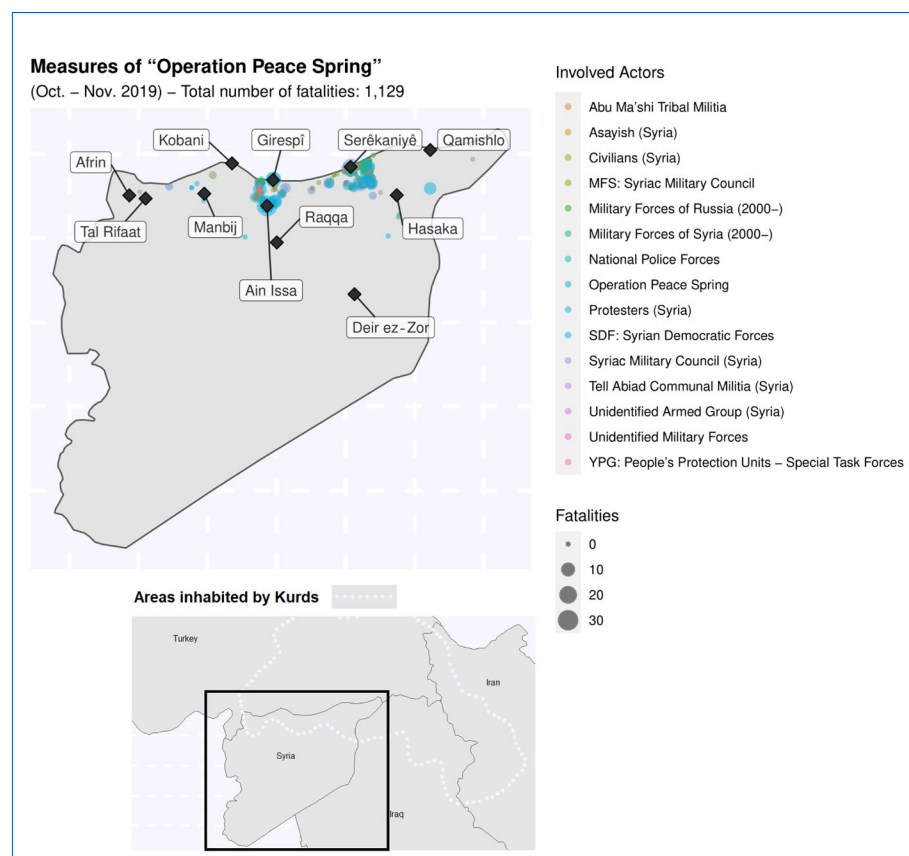 Measures of “Operation Peace Spring”
(Oct. – Nov. 2019) – Total number of fatalities: 1,129
Kobani
Girespî
Serêkaniyê
Qamishlo
Afrin
Tal Rifaat
Manbij
Raqqa
Hasaka
Ain Issa
Deir ez-Zor
Involved Actors
Abu Ma’shi Tribal Militia
Asayish (Syria)
Civilians (Syria)
MFS: Syriac Military Council
Military Forces of Russia (2000–)
Military Forces of Syria (2000–)
National Police Forces
Operation Peace Spring
Protesters (Syria)
SDF: Syrian Democratic Forces
Syriac Military Council (Syria)
Tell Abiad Communal Militia (Syria)
Unidentified Armed Group (Syria)
Unidentified Military Forces
YPG: People’s Protection Units – Special Task Forces
Fatalities
0
10
20
30
Areas inhabited by Kurds
Turkey
Iran
Syria
Iraq